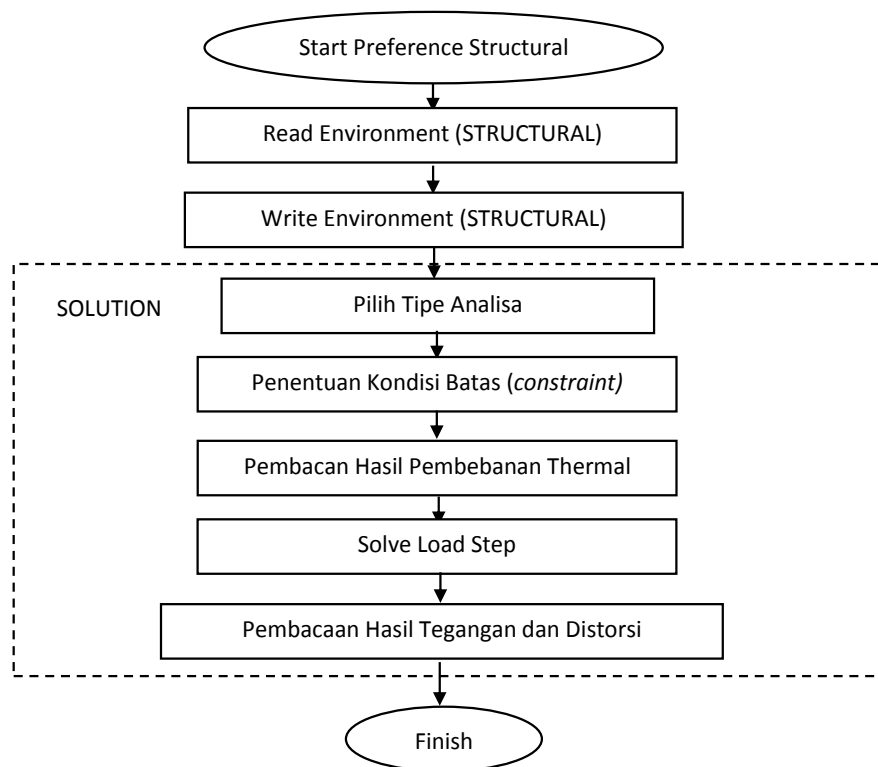 Start Preference Structural
Read Environment (STRUCTURAL)
Write Environment (STRUCTURAL)
SOLUTION
Pilih Tipe Analisa
Penentuan Kondisi Batas (constraint)
Pembacan Hasil Pembebanan Thermal
Solve Load Step
Pembacaan Hasil Tegangan dan Distorsi
Finish